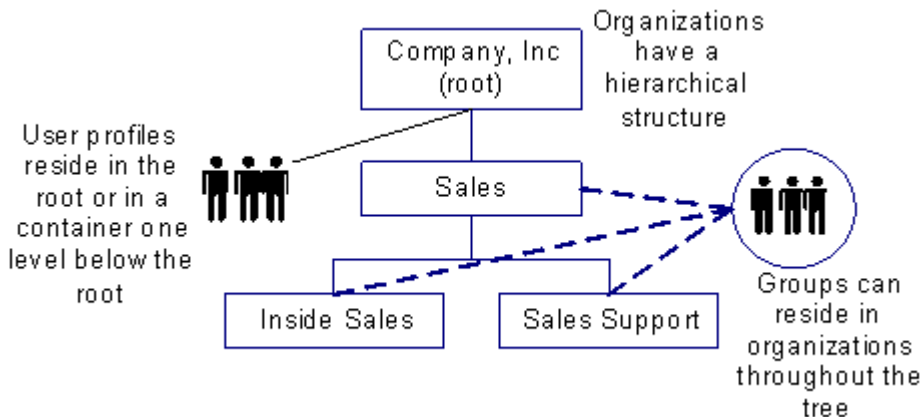 Company, Inc
(root)
Organizations
have a
hierarchical
structure
User profiles
reside in the
root or in a
container one
level below the
root
Sales
Inside Sales
Sales Support
Groups can
reside in
organizations
throughout the
tree